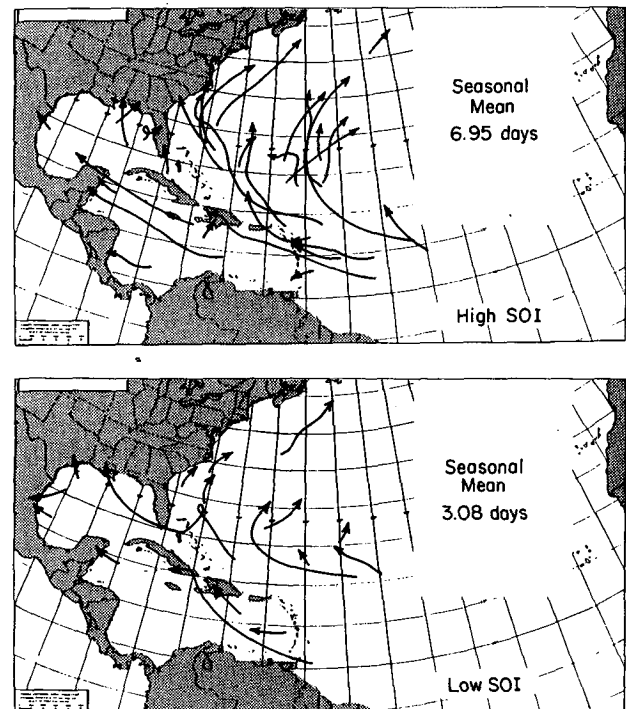 Seasonal
Mean
6.95 days
High SOI
Seasonal
Mean
3.08 days
Low SOI